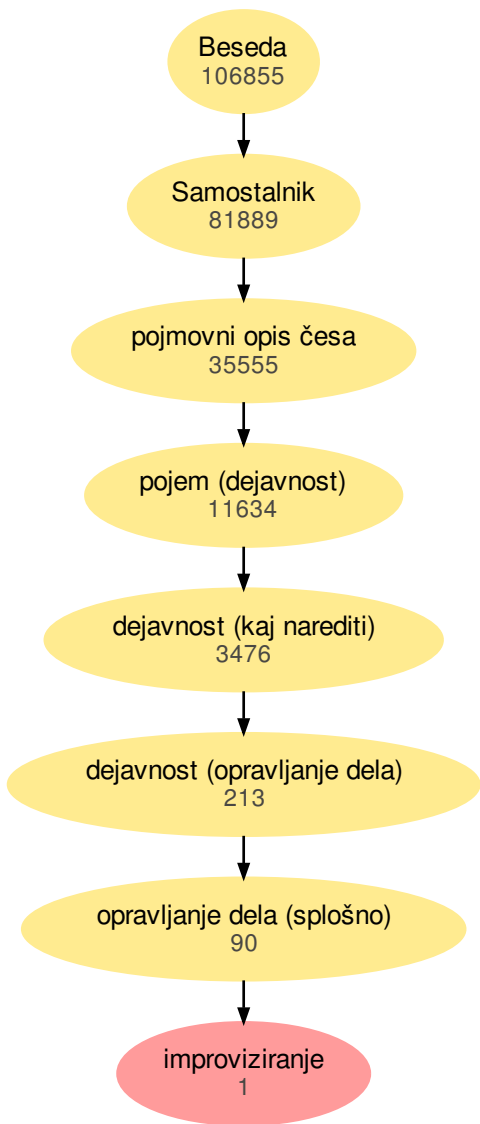 Beseda
106855
Samostalnik
81889
pojmovni opis česa
35555
pojem (dejavnost)
11634
dejavnost (kaj narediti)
3476
dejavnost (opravljanje dela)
213
opravljanje dela (splošno)
90
improviziranje
1